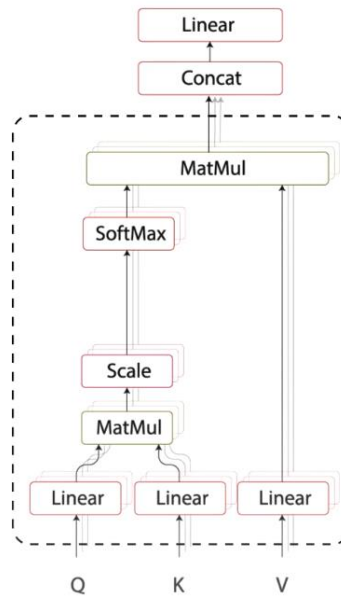 Linear
Concat
MatMul
SoftMax
Scale
MatMul
Linear Linear Linear
Q K V